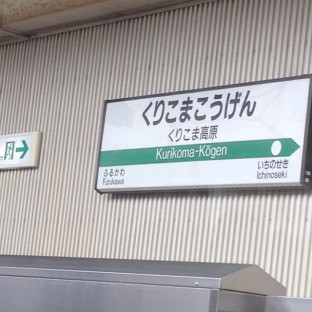 くりこまこうげん
くりこま高原
Kurikoma-Kōgen
ふるかわ
Furukawa
いちのせき
Ichinoseki